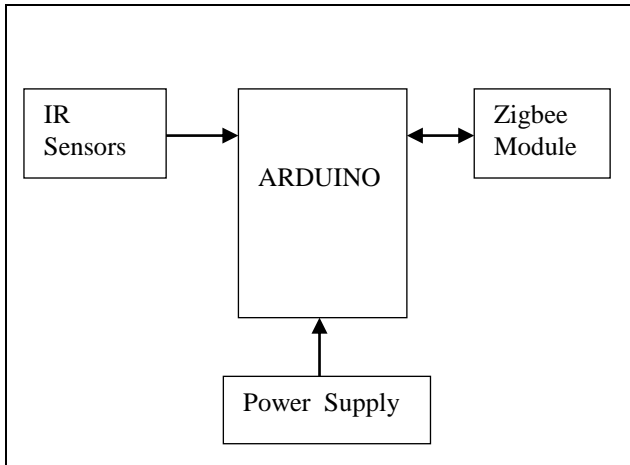 IR
Sensors
ARDUINO
Zigbee
Module
Power Supply